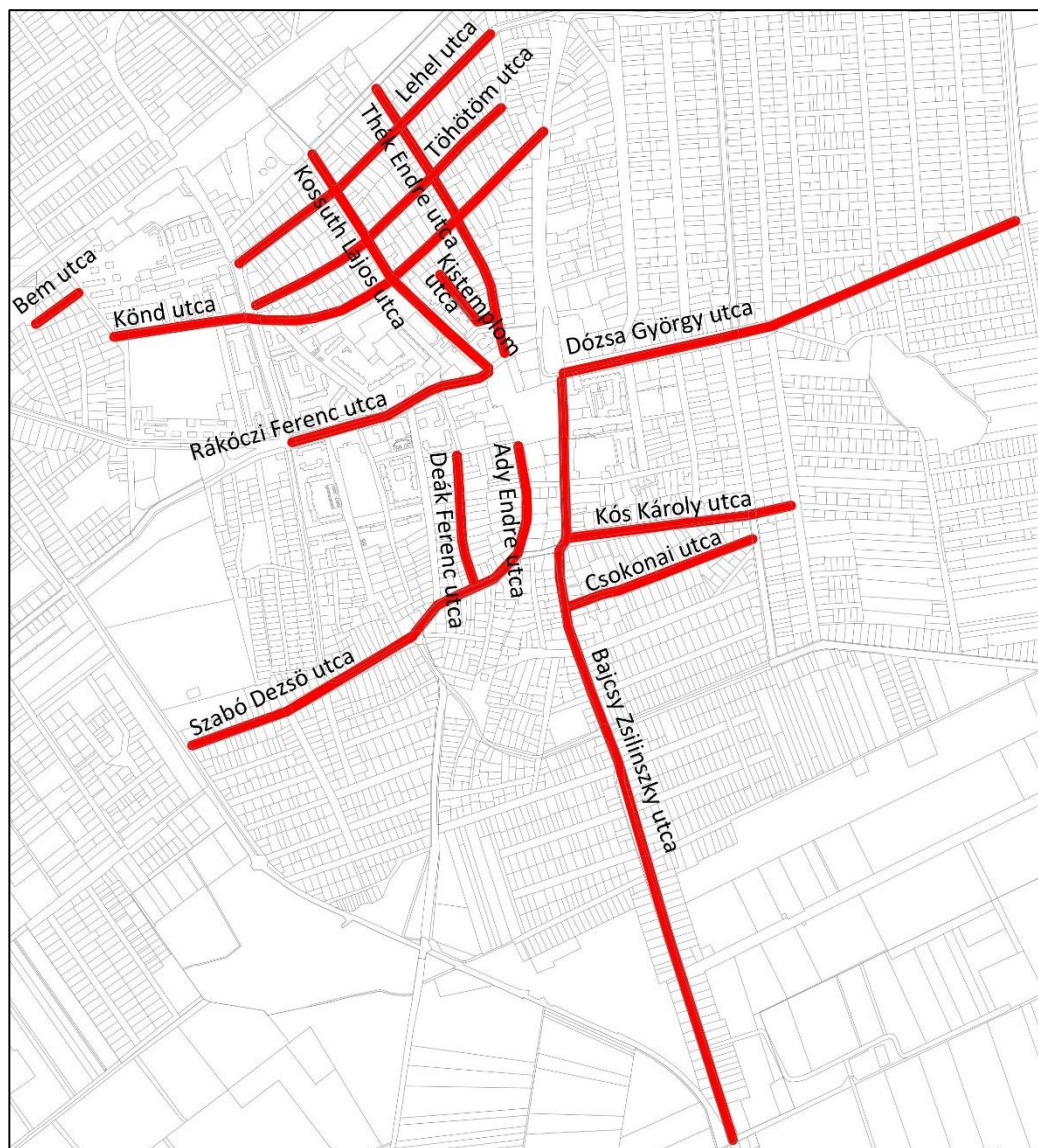 Lehel utca
Töhötöm utca
Thék Endre utca
Kossuth Lajos utca
Kistemplom
utca
Bem utca
Könd utca
Dózsa György utca
Rákóczi Ferenc utca
Deák Ferenc utca
Ady Endre utca
Kós Károly utca
Csokonai utca
Szabó Dezsö utca
Bajcsy Zsilinszky utca